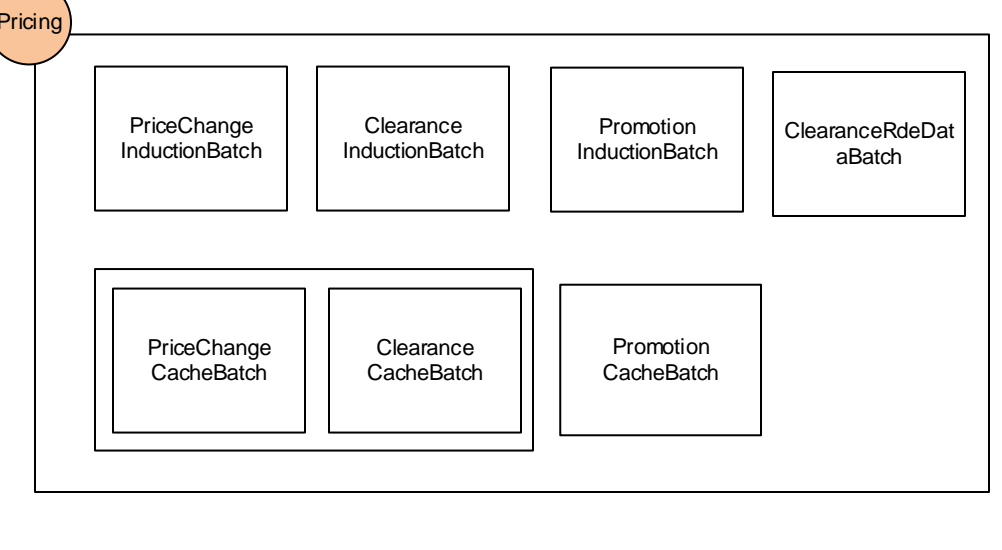 Pricing
PriceChange
InductionBatch
Clearance
InductionBatch
Promotion
InductionBatch
ClearanceRdeDat
aBatch
PriceChange
CacheBatch
Clearance
CacheBatch
Promotion
CacheBatch